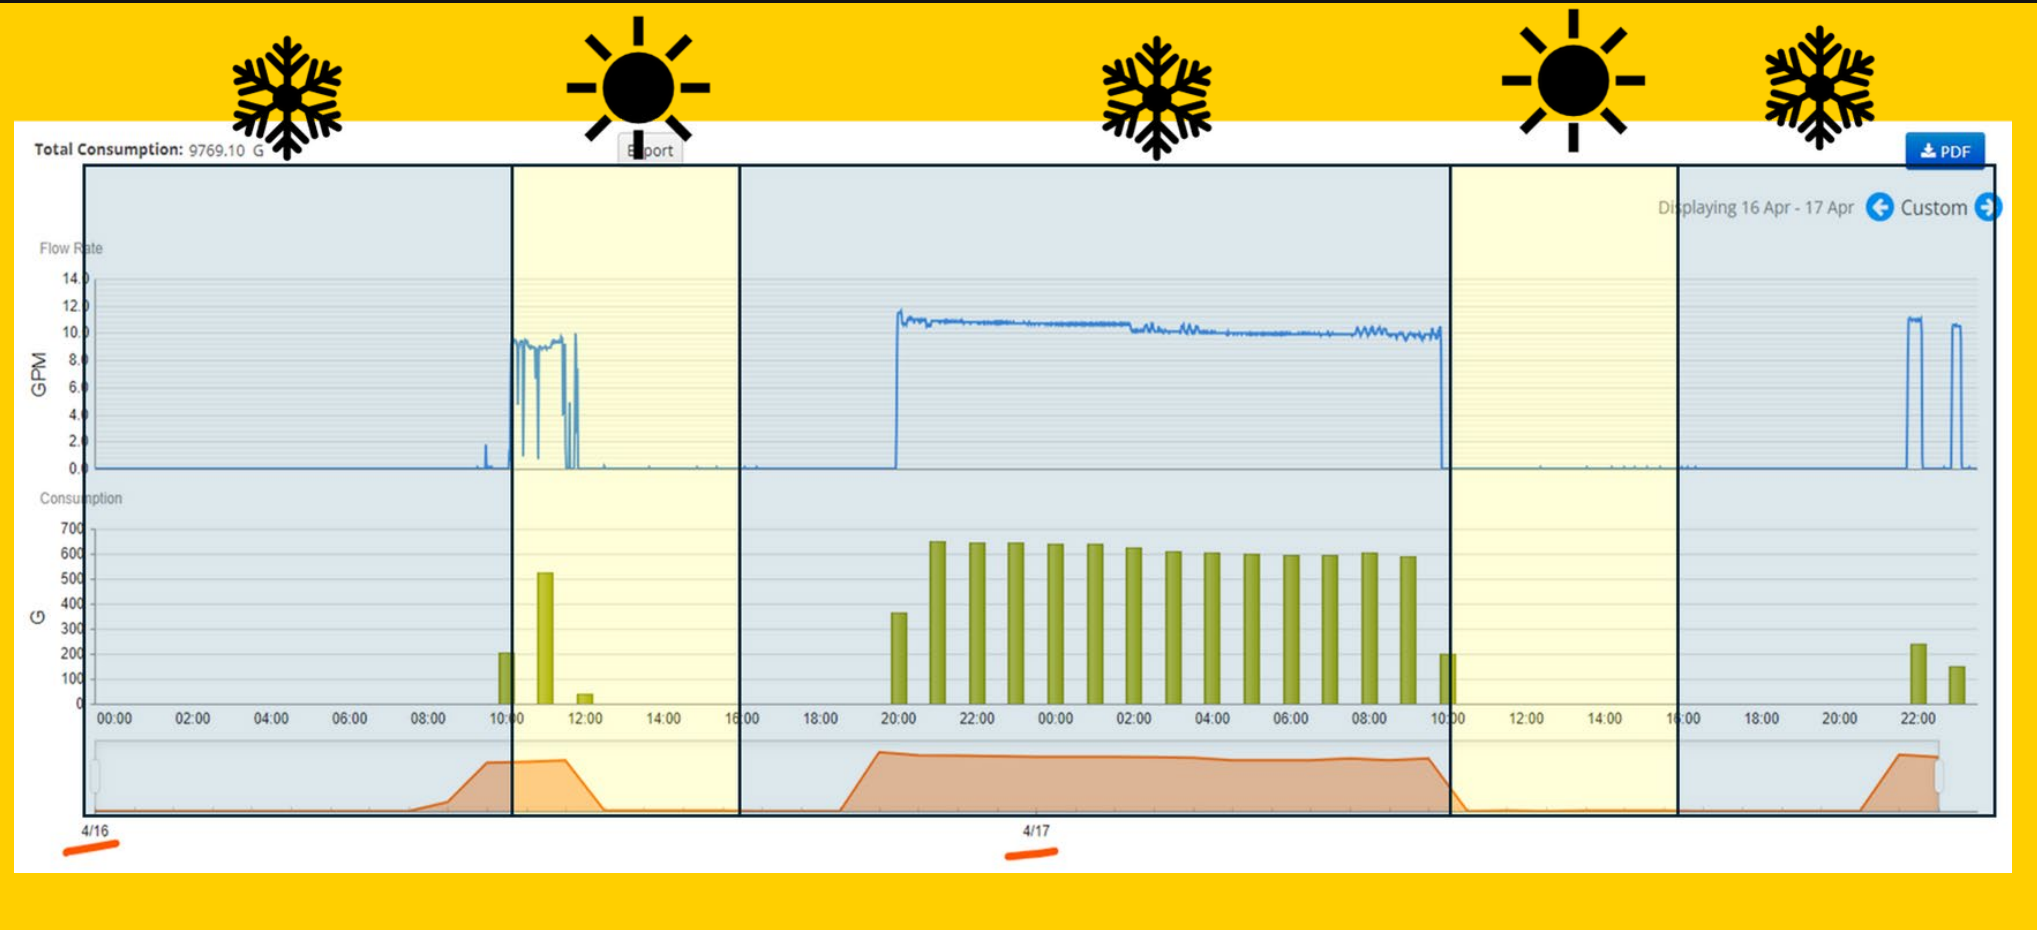 Total Consumption: 9769.10 G
Export
PDF
Displaying 16 Apr - 17 Apr Custom
Flow Rate
14.0
12.0
10.0
8.0
6.0
4.0
2.0
0.0
GPM
Consumption
700
600
500
400
300
200
100
0
G
00:00 02:00 04:00 06:00 08:00 10:00 12:00 14:00 16:00 18:00 20:00 22:00 00:00 02:00 04:00 06:00 08:00 10:00 12:00 14:00 16:00 18:00 20:00 22:00
4/16 4/17